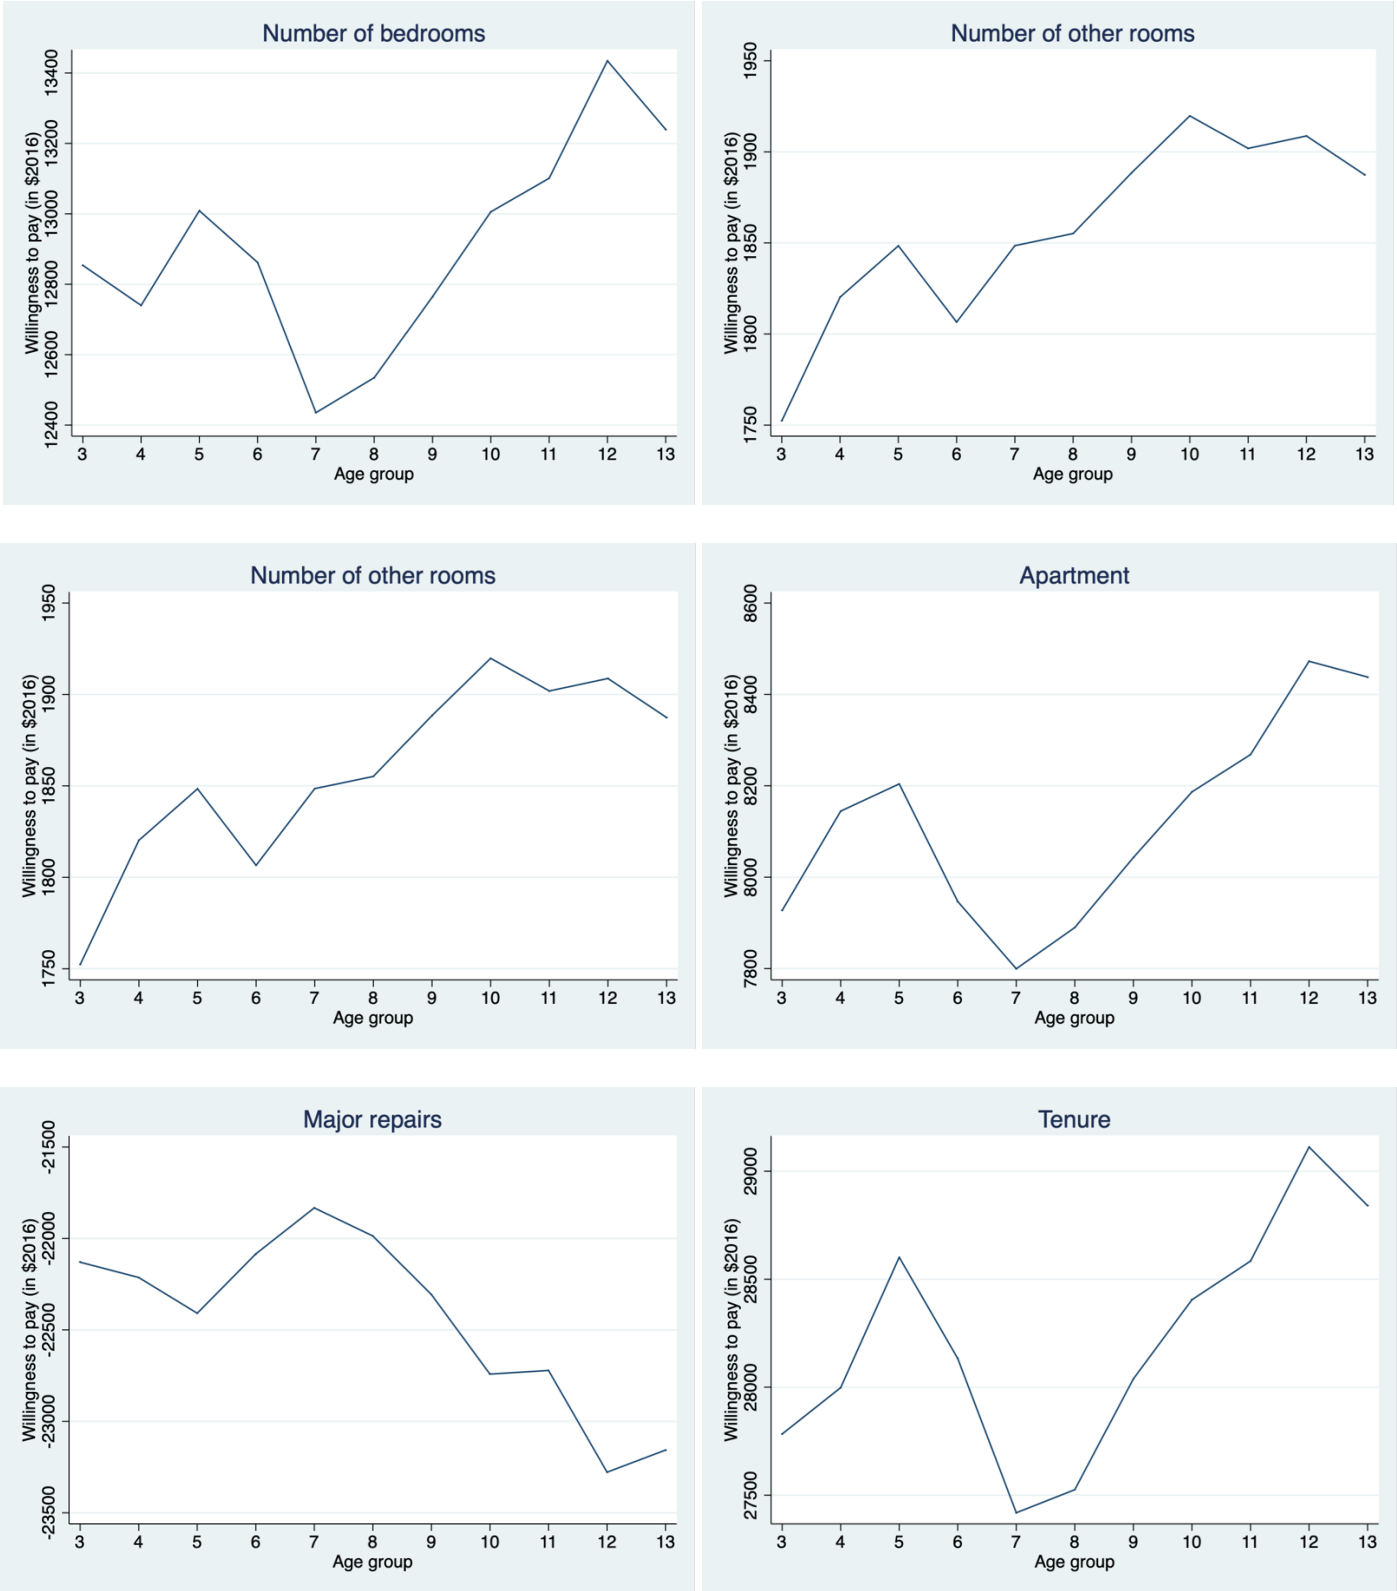 Number of bedrooms
Willingness to pay (in $2016)
13400
13200
13000
12800
12600
12400
3 4 5 6 7 8 9 10 11 12 13
Age group
Number of other rooms
Willingness to pay (in $2016)
1950
1900
1850
1800
1750
3 4 5 6 7 8 9 10 11 12 13
Age group
Number of other rooms
Willingness to pay (in $2016)
1950
1900
1850
1800
1750
3 4 5 6 7 8 9 10 11 12 13
Age group
Apartment
Willingness to pay (in $2016)
8600
8400
8200
8000
7800
3 4 5 6 7 8 9 10 11 12 13
Age group
Major repairs
Willingness to pay (in $2016)
-21500
-22000
-22500
-23000
-23500
3 4 5 6 7 8 9 10 11 12 13
Age group
Tenure
Willingness to pay (in $2016)
29000
28500
28000
27500
3 4 5 6 7 8 9 10 11 12 13
Age group